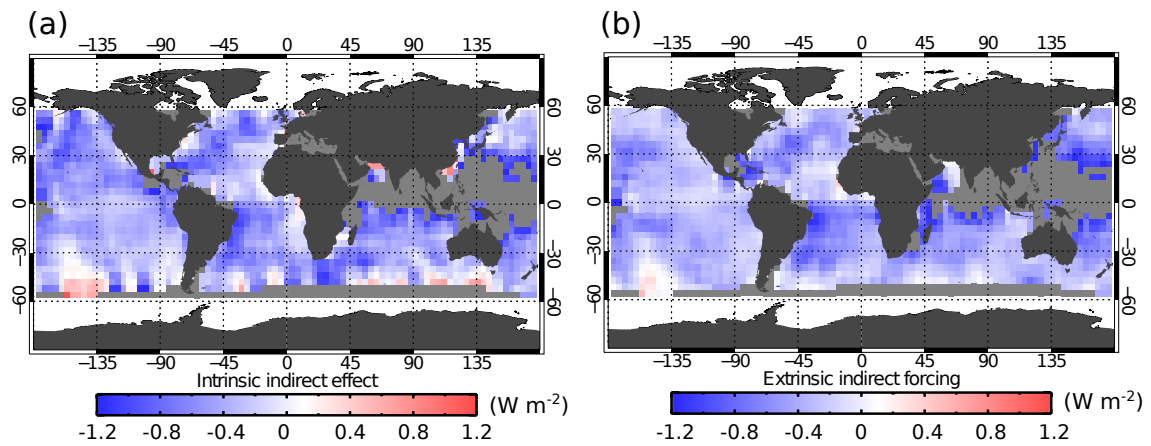 (a)
(b)
−135 −90 −45 0 45 90 135
−135 −90 −45 0 45 90 135
60 60
60 60
30 30
30 30
0 0
0 0
−30 −30
−30 −30
−60 −60
−60 −60
−135 −90 −45 0 45 90 135
−135 −90 −45 0 45 90 135
Intrinsic indirect effect
Extrinsic indirect forcing
(W m⁻²)
(W m⁻²)
-1.2 -0.8 -0.4 0 0.4 0.8 1.2
-1.2 -0.8 -0.4 0 0.4 0.8 1.2